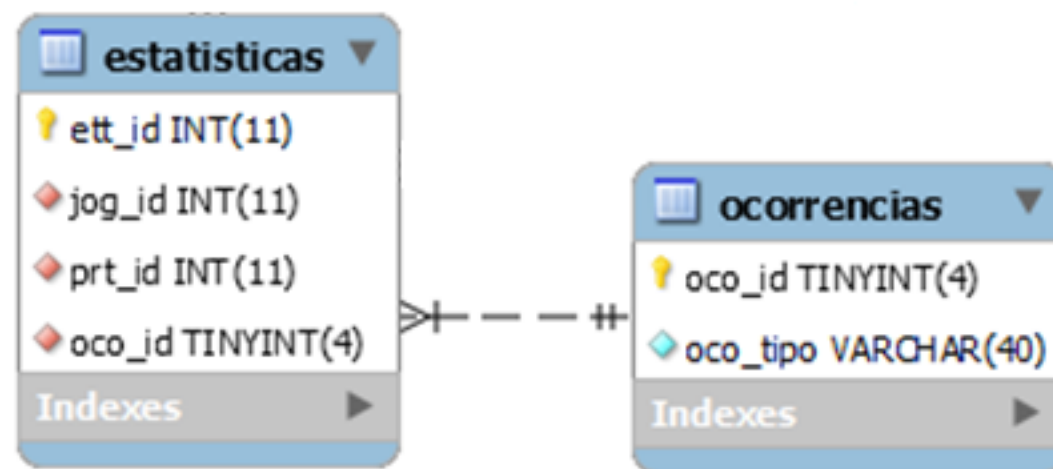 estatisticas
ett_id INT(11)
jog_id INT(11)
prt_id INT(11)
oco_id TINYINT(4)
Indexes
ocorrencias
oco_id TINYINT(4)
oco_tipo VARCHAR(40)
Indexes